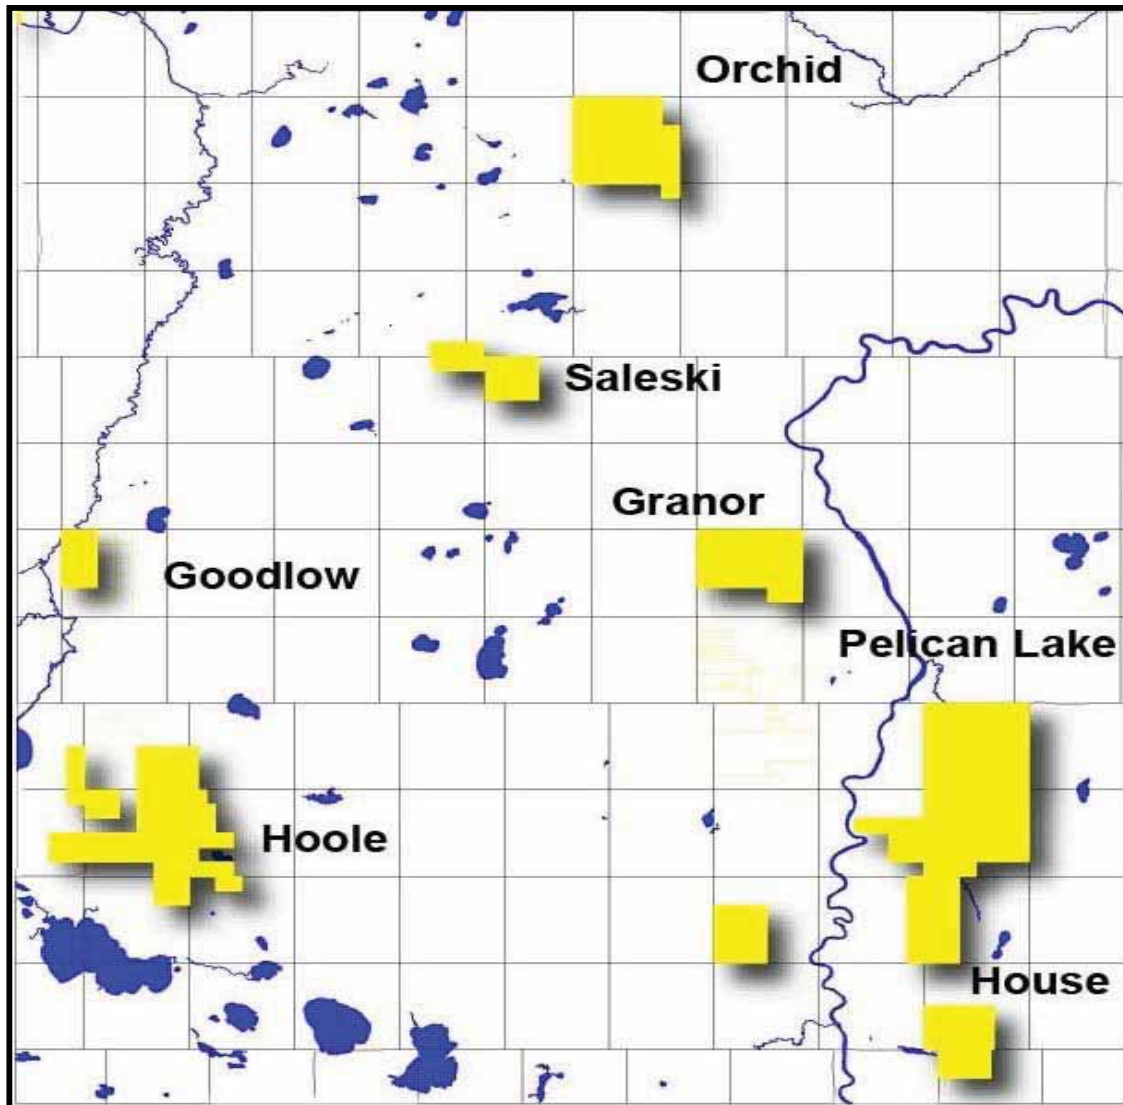 Orchid
Saleski
Granor
Goodlow
Pelican Lake
Hoole
House